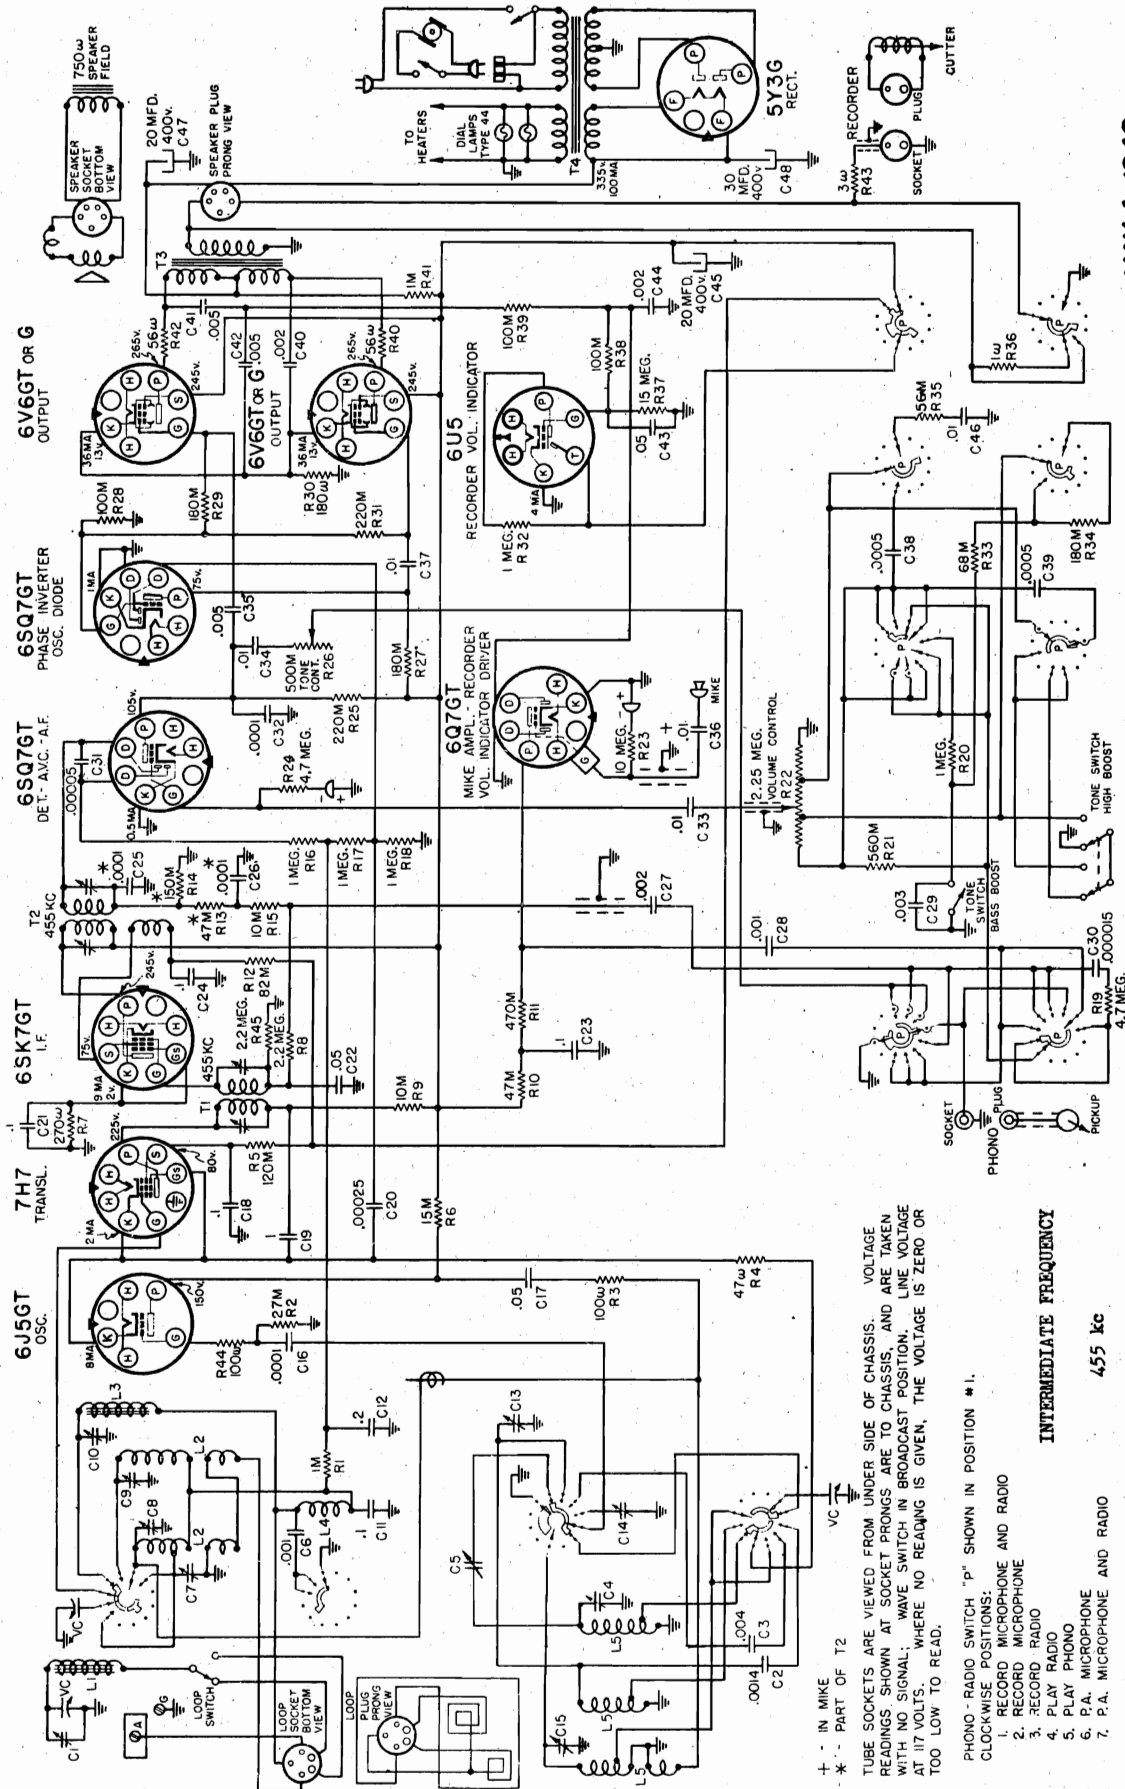 6J5GT
OSC.
7H7
TRANSL.
6SK7GT
I.F.
6SQ7GT
DET.-A.V.C.-A.F.
6SQ7GT
PHASE INVERTER
OSC. DIODE
6V6GT OR G
OUTPUT
SPEAKER
SOCKET
BOTTOM
VIEW
750ω
SPEAKER
FIELD
20 MFD.
400v.
C47
SPEAKER PLUG
PRONG VIEW
T3
1M
R41
C41
.005
265v.
56ω
R42
245v.
36MA
13v.
C42
.005
.002
C40
6V6GT OR G
OUTPUT
265v.
56ω
R40
245v.
36MA
13v.
R30
180ω
220M
R31
.01
C37
100M
R28
180M
R29
1MA
75v.
.005
C35
.01
C34
500M
TONE
CONT.
R26
180M
R27
105v.
.0001
C32
220M
R25
.00005
C31
0.5MA
R24
4.7 MEG.
1 MEG.
R16
1 MEG.
R17
1 MEG.
R18
T2
455KC
*
.0001
C25
*
150M
R14
*
47M
R13
*
.0001
C26
10M
R15
245v.
75v.
9 MA
2v.
.1
C24
R12
82M
2.2 MEG.
R45
2.2 MEG.
R8
455KC
T1
.05
C22
.1
C21
270ω
R7
225v.
80v.
2 MA
.1
C18
R5
120M
.1
C19
.00025
C20
10M
R9
15M
R6
150v.
8MA
R44
100ω
27M
R2
.0001
C16
.05
C17
100ω
R3
47ω
R4
L3
C10
C9
L2
C8
L2
C7
VC
.001
C6
L4
.1
C11
1M
R1
.2
C12
C1
VC
L1
A
G
LOOP
SWITCH
LOOP
SOCKET
BOTTOM
VIEW
LOOP
PLUG
PRONG
VIEW
C13
C5
C14
L5
C4
.004
C3
.0014
C2
L5
C15
L5
VC
TO
HEATERS
DIAL
LAMPS
TYPE 44
T4
335v.
100MA
5Y3G
RECT.
30
MFD.
400v.
C48
3ω
R43
RECORDER
SOCKET
PLUG
CUTTER
6U5
RECORDER VOL. INDICATOR
1 MEG.
R32
4 MA
100M
R39
100M
R38
.002
C44
20 MFD.
400v.
C45
15 MEG.
R37
.05
C43
6Q7GT
MIKE AMPL. - RECORDER
VOL. INDICATOR DRIVER
10 MEG.
R23
.01
C36
MIKE
470M
R11
47M
R10
.1
C23
.01
C33
2.25 MEG.
VOLUME CONTROL
R22
.002
C27
.001
C28
560M
R21
.003
C29
TONE
SWITCH
BASS BOOST
1 MEG.
R20
TONE SWITCH
HIGH BOOST
.0005
C38
68M
R33
.0005
C39
180M
R34
56M
R35
.01
C46
1ω
R36
C30
.000015
R19
4.7 MEG.
SOCKET
PHONO
PLUG
PICKUP
+ - IN MIKE
* - PART OF T2
TUBE SOCKETS ARE VIEWED FROM UNDER SIDE OF CHASSIS. VOLTAGE
READINGS SHOWN AT SOCKET PRONGS ARE TO CHASSIS, AND ARE TAKEN
WITH NO SIGNAL; WAVE SWITCH IN BROADCAST POSITION. LINE VOLTAGE
AT 117 VOLTS. WHERE NO READING IS GIVEN, THE VOLTAGE IS ZERO OR
TOO LOW TO READ.
PHONO-RADIO SWITCH "P" SHOWN IN POSITION #1.
CLOCKWISE POSITIONS:
1. RECORD MICROPHONE AND RADIO
2. RECORD MICROPHONE
3. RECORD RADIO
4. PLAY RADIO
5. PLAY PHONO
6. P.A. MICROPHONE
7. P.A. MICROPHONE AND RADIO
INTERMEDIATE FREQUENCY
455 kc